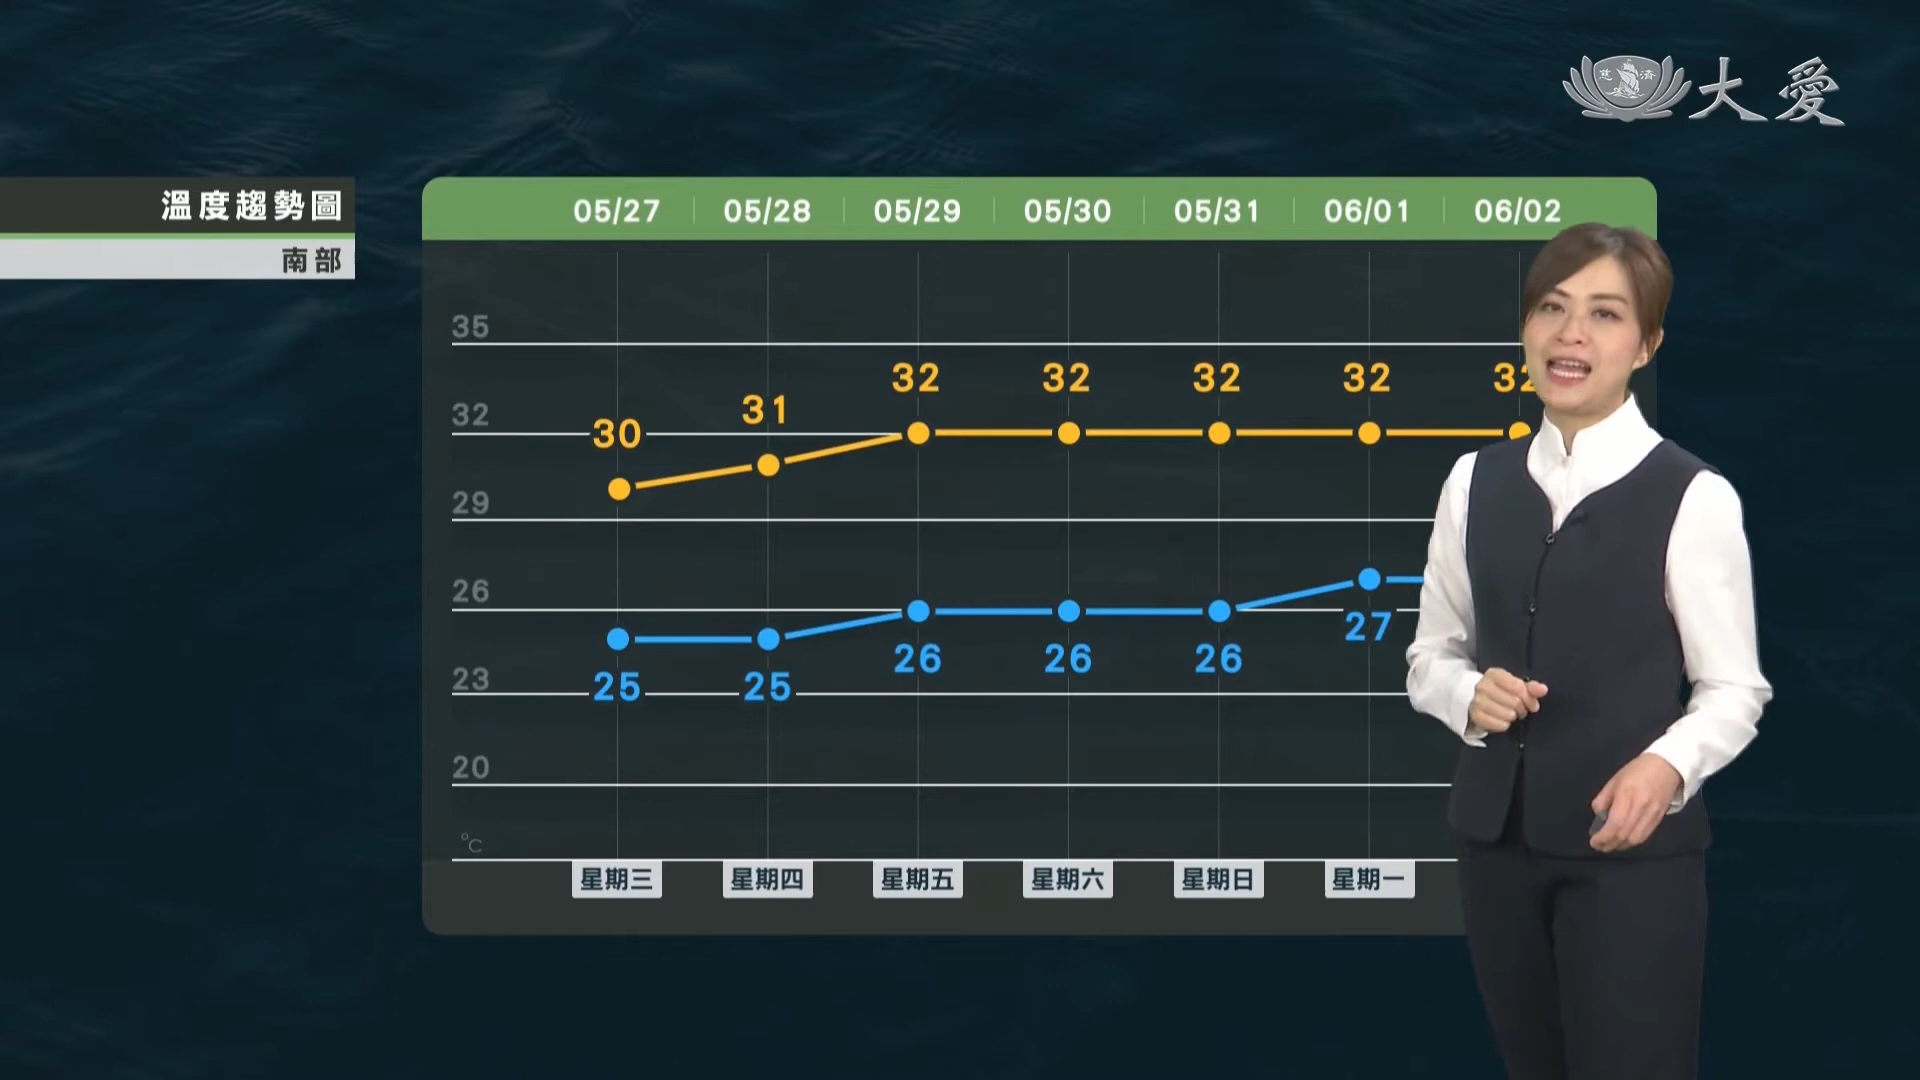 慈濟 大愛
溫度趨勢圖
南部
05/27 05/28 05/29 05/30 05/31 06/01 06/02
35
32
29
26
23
20
°C
30 31 32 32 32 32 32
25 25 26 26 26 27
星期三 星期四 星期五 星期六 星期日 星期一